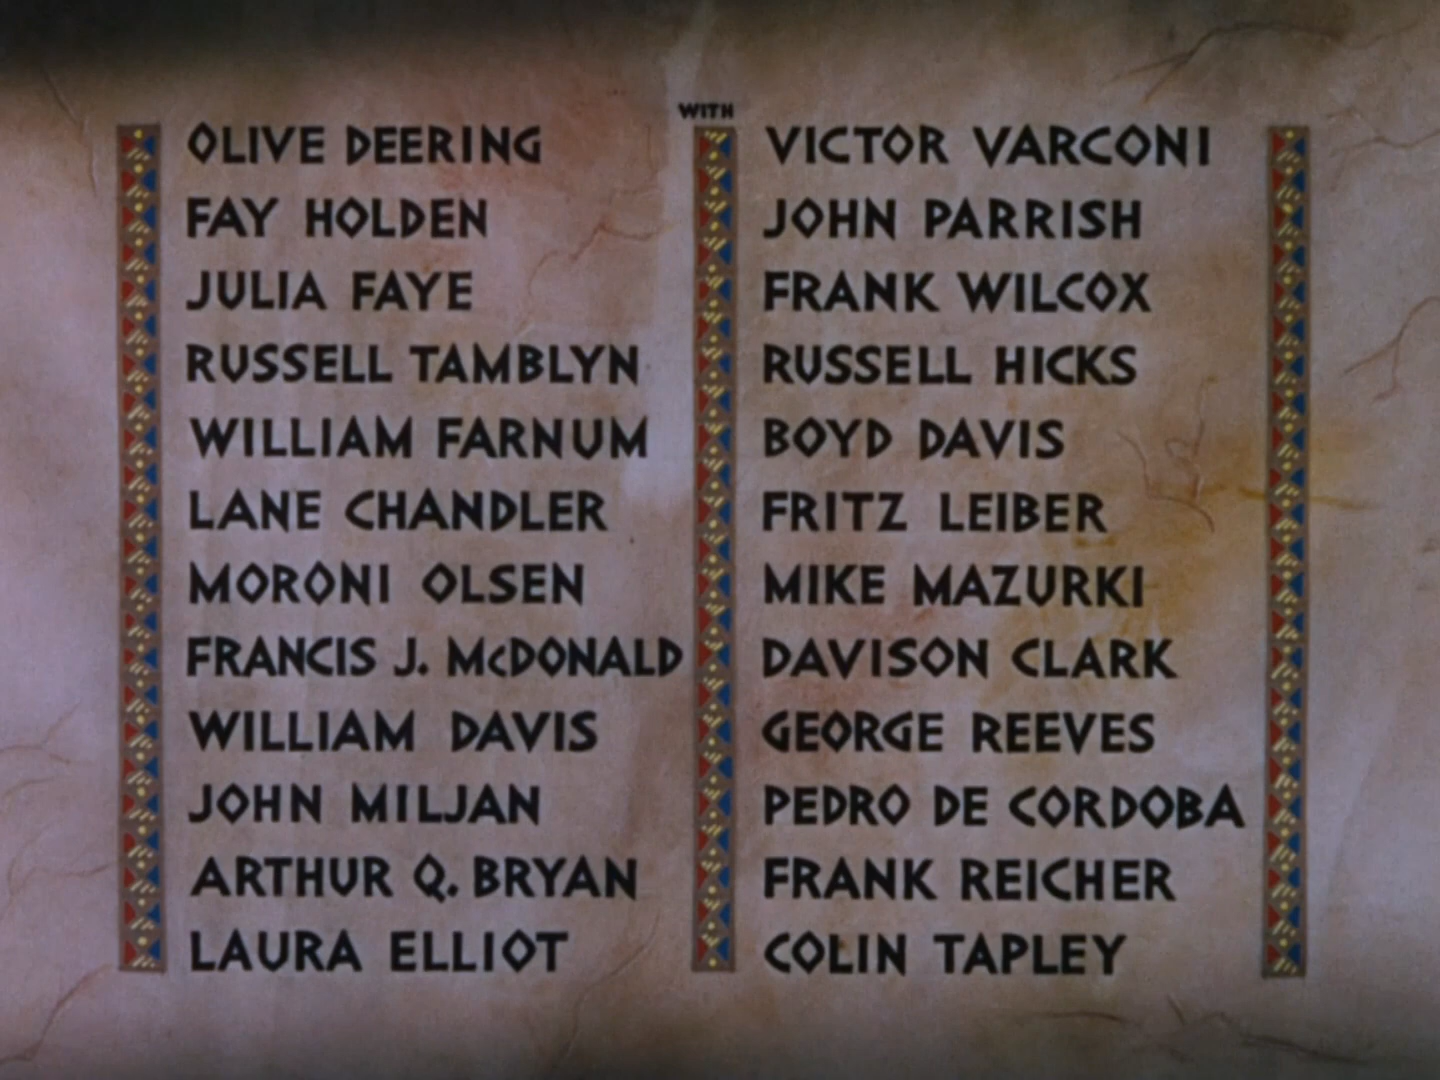 WITH
OLIVE DEERING
FAY HOLDEN
JULIA FAYE
RUSSELL TAMBLYN
WILLIAM FARNUM
LANE CHANDLER
MORONI OLSEN
FRANCIS J. McDONALD
WILLIAM DAVIS
JOHN MILJAN
ARTHUR Q. BRYAN
LAURA ELLIOT
VICTOR VARCONI
JOHN PARRISH
FRANK WILCOX
RUSSELL HICKS
BOYD DAVIS
FRITZ LEIBER
MIKE MAZURKI
DAVISON CLARK
GEORGE REEVES
PEDRO DE CORDOBA
FRANK REICHER
COLIN TAPLEY